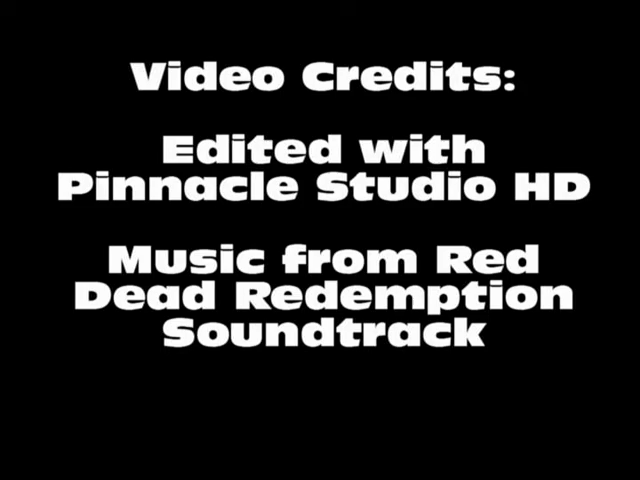 Video Credits:
Edited with
Pinnacle Studio HD
Music from Red
Dead Redemption
Soundtrack